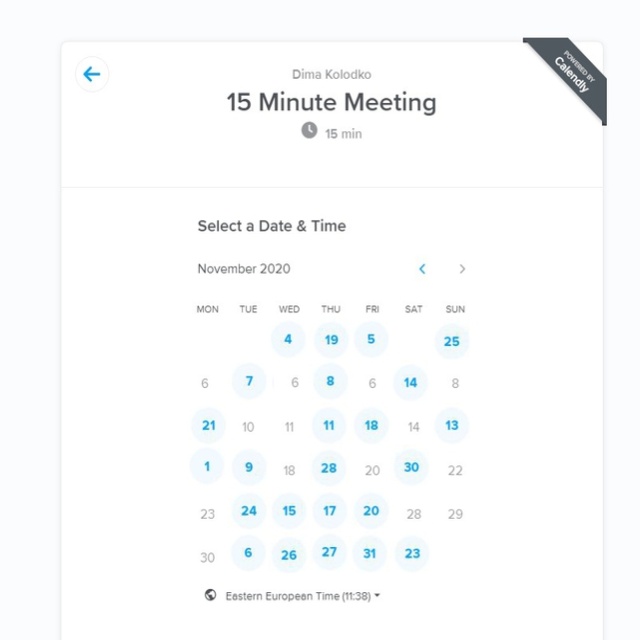 POWERED BY
Calendly
Dima Kolodko
15 Minute Meeting
15 min
Select a Date & Time
November 2020
MON TUE WED THU FRI SAT SUN
4 19 5 25
6 7 6 8 6 14 8
21 10 11 11 18 14 13
1 9 18 28 20 30 22
23 24 15 17 20 28 29
30 6 26 27 31 23
Eastern European Time (11:38)